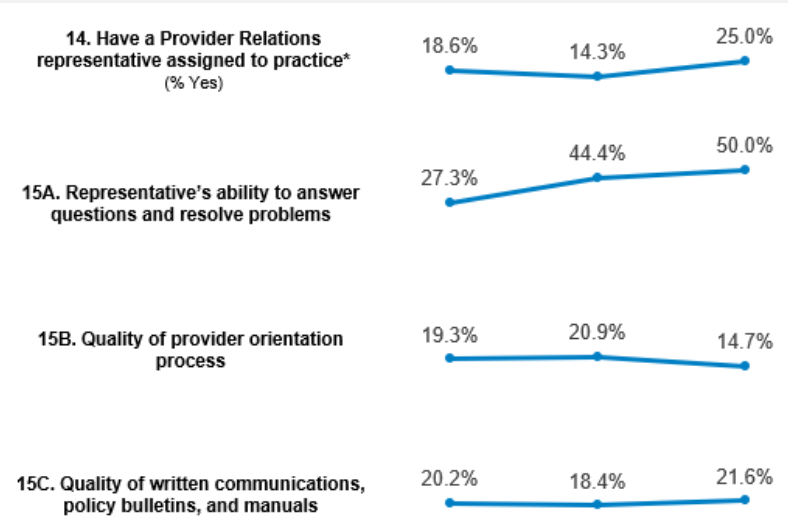 14. Have a Provider Relations
representative assigned to practice*
(% Yes)
18.6%
14.3%
25.0%
15A. Representative’s ability to answer
questions and resolve problems
27.3%
44.4%
50.0%
15B. Quality of provider orientation
process
19.3%
20.9%
14.7%
15C. Quality of written communications,
policy bulletins, and manuals
20.2%
18.4%
21.6%